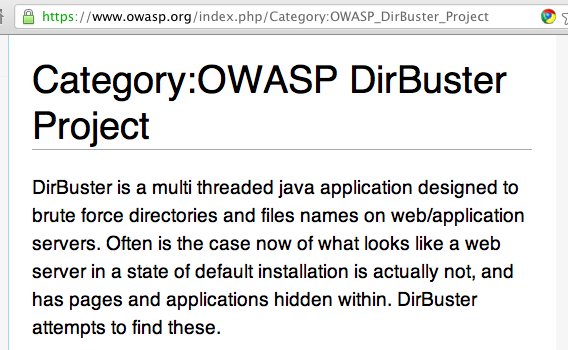 https://www.owasp.org/index.php/Category:OWASP_DirBuster_Project
Category:OWASP DirBuster
Project
DirBuster is a multi threaded java application designed to
brute force directories and files names on web/application
servers. Often is the case now of what looks like a web
server in a state of default installation is actually not, and
has pages and applications hidden within. DirBuster
attempts to find these.